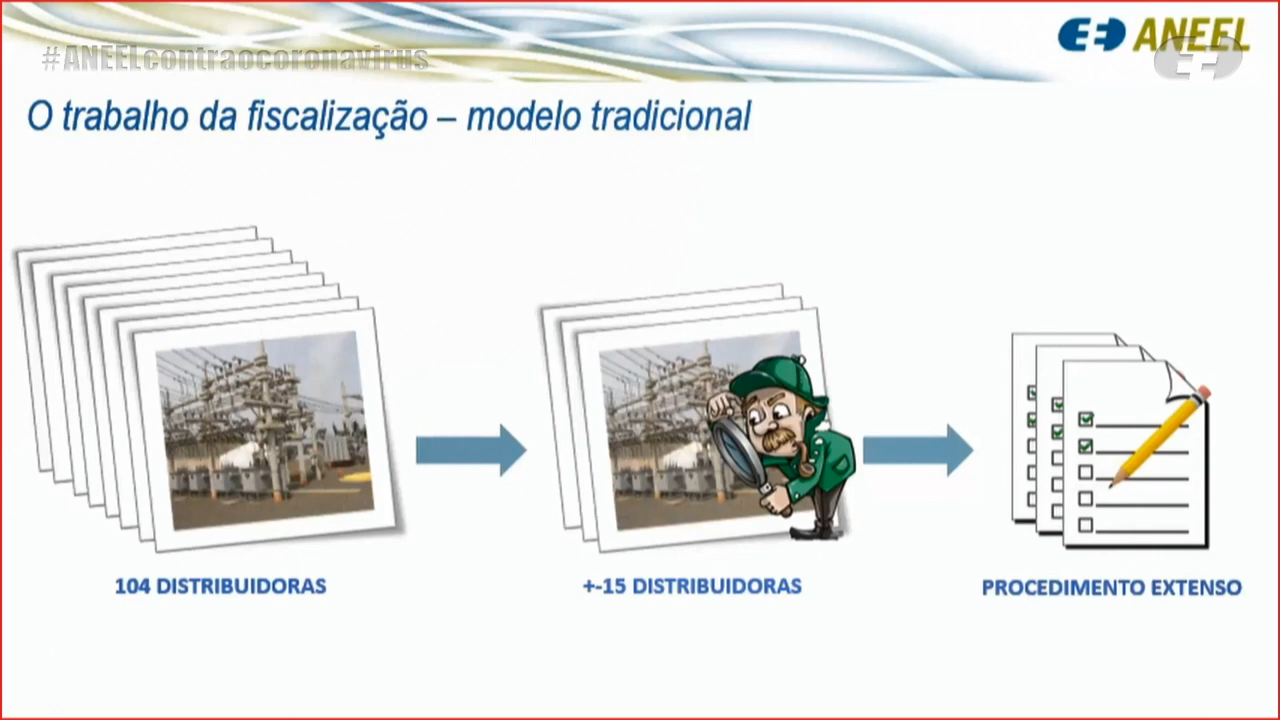 #ANEELcontraocoronavirus
ANEEL
O trabalho da fiscalização – modelo tradicional
104 DISTRIBUIDORAS
+-15 DISTRIBUIDORAS
PROCEDIMENTO EXTENSO